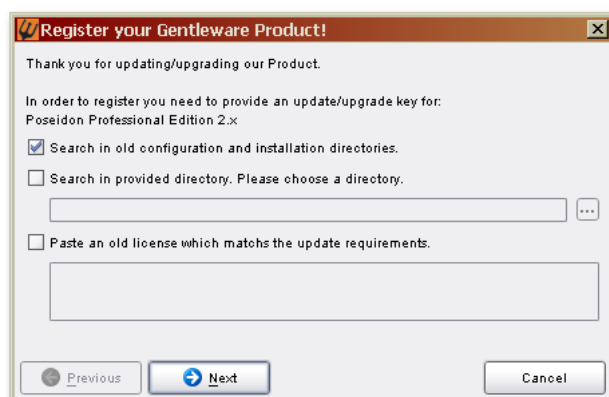 Register your Gentleware Product!
Thank you for updating/upgrading our Product.
In order to register you need to provide an update/upgrade key for:
Poseidon Professional Edition 2.x
Search in old configuration and installation directories.
Search in provided directory. Please choose a directory.
...
Paste an old license which matchs the update requirements.
Previous
Next
Cancel